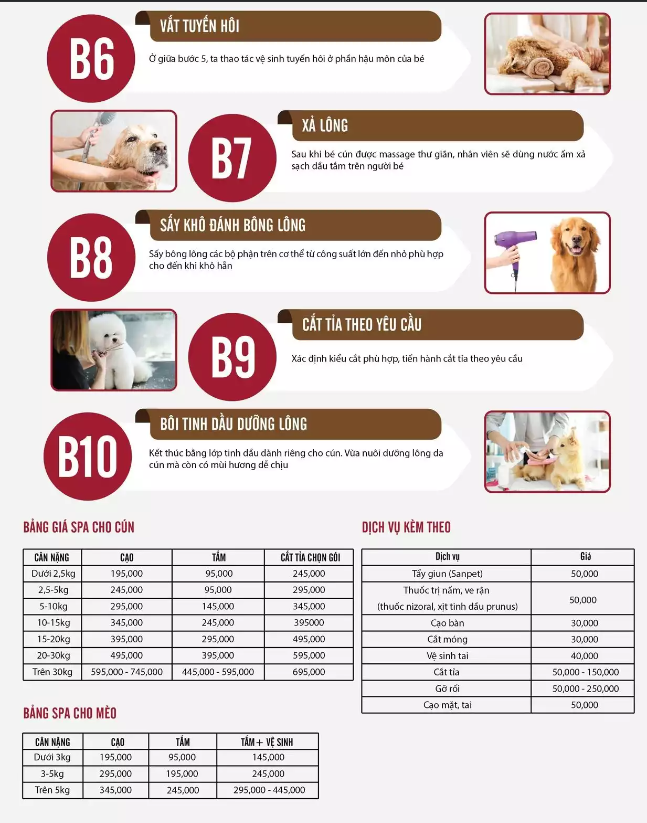 B6
VẮT TUYẾN HÔI
Ở giữa bước 5, ta thao tác vệ sinh tuyến hôi ở phần hậu môn của bé
B7
XẢ LÔNG
Sau khi bé cún được massage thư giãn, nhân viên sẽ dùng nước ấm xả
sạch dầu tắm trên người bé
B8
SẤY KHÔ ĐÁNH BÔNG LÔNG
Sấy bông lông các bộ phận trên cơ thể từ công suất lớn đến nhỏ phù hợp
cho đến khi khô hẳn
B9
CẮT TỈA THEO YÊU CẦU
Xác định kiểu cắt phù hợp, tiến hành cắt tỉa theo yêu cầu
B10
BÔI TINH DẦU DƯỠNG LÔNG
Kết thúc bằng lớp tinh dầu dành riêng cho cún. Vừa nuôi dưỡng lông da
cún mà còn có mùi hương dễ chịu
BẢNG GIÁ SPA CHO CÚN
CÂN NẶNG CẠO TẮM CẮT TỈA CHỌN GÓI
Dưới 2,5kg 195,000 95,000 245,000
2,5-5kg 245,000 95,000 295,000
5-10kg 295,000 145,000 345,000
10-15kg 345,000 245,000 395000
15-20kg 395,000 295,000 495,000
20-30kg 495,000 395,000 595,000
Trên 30kg 595,000 - 745,000 445,000 - 595,000 695,000
BẢNG SPA CHO MÈO
CÂN NẶNG CẠO TẮM TẮM + VỆ SINH
Dưới 3kg 195,000 95,000 145,000
3-5kg 295,000 195,000 245,000
Trên 5kg 345,000 245,000 295,000 - 445,000
DỊCH VỤ KÈM THEO
Dịch vụ Giá
Tẩy giun (Sanpet) 50,000
Thuốc trị nấm, ve rận
(thuốc nizoral, xịt tinh dầu prunus) 50,000
Cạo bàn 30,000
Cắt móng 30,000
Vệ sinh tai 40,000
Cắt tỉa 50,000 - 150,000
Gỡ rối 50,000 - 250,000
Cạo mặt, tai 50,000